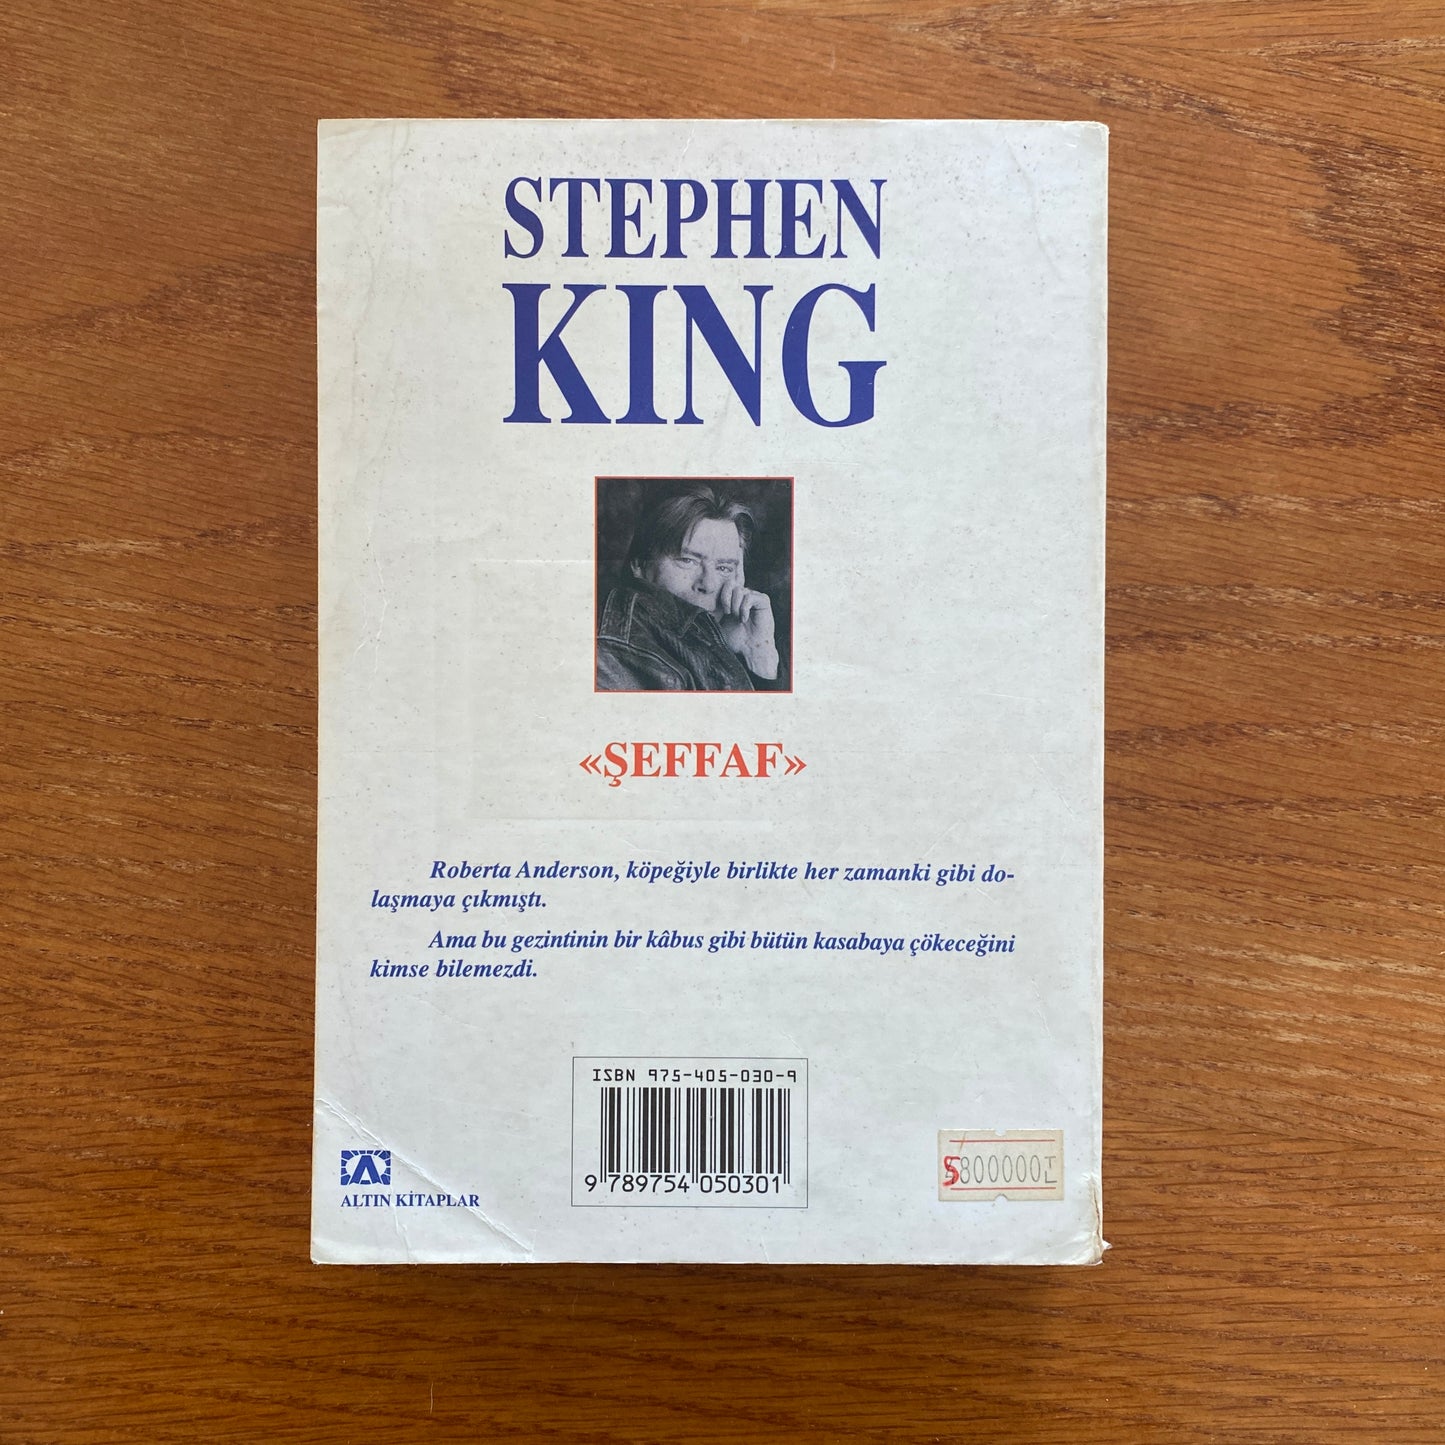 STEPHEN
KING
«ŞEFFAF»
Roberta Anderson, köpeğiyle birlikte her zamanki gibi do-
laşmaya çıkmıştı.
Ama bu gezintinin bir kâbus gibi bütün kasabaya çökeceğini
kimse bilemezdi.
ISBN 975-405-030-9
9 789754 050301
ALTIN KİTAPLAR